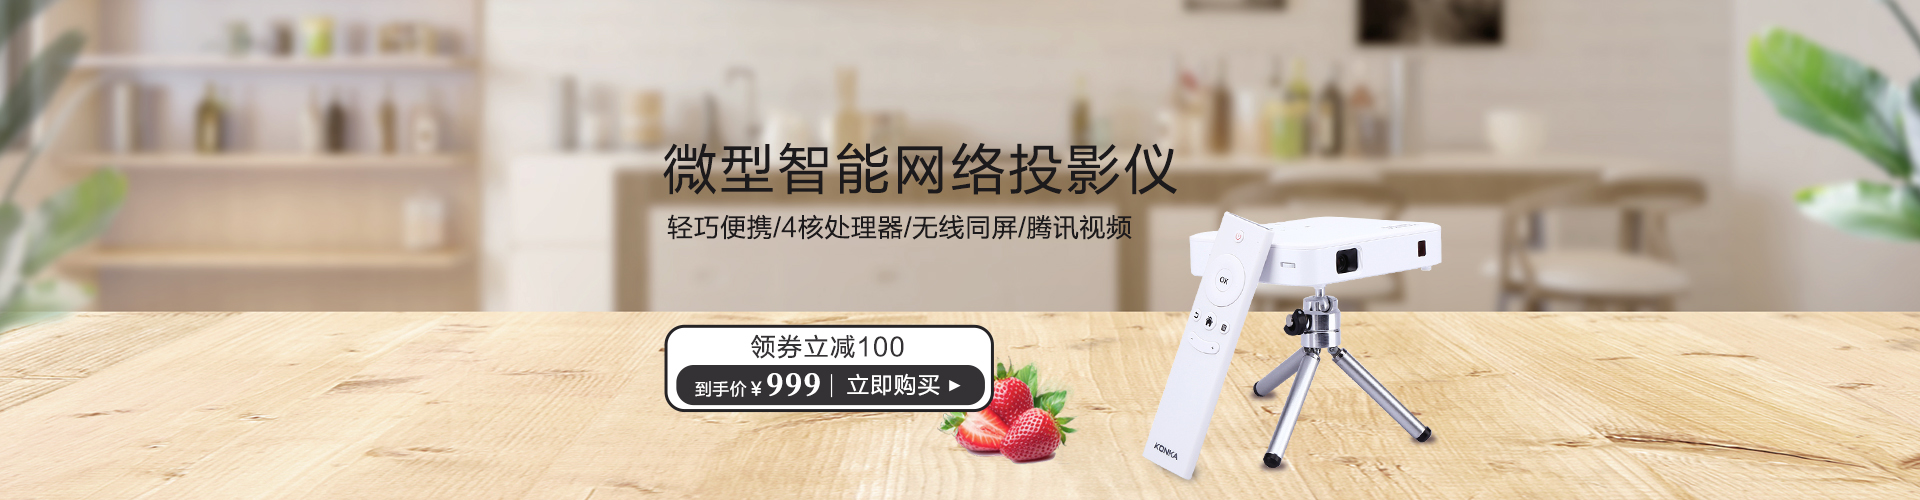 微型智能网络投影仪
轻巧便携/4核处理器/无线同屏/腾讯视频
领券立减100
到手价¥999 | 立即购买 ▶
OK
KONKA